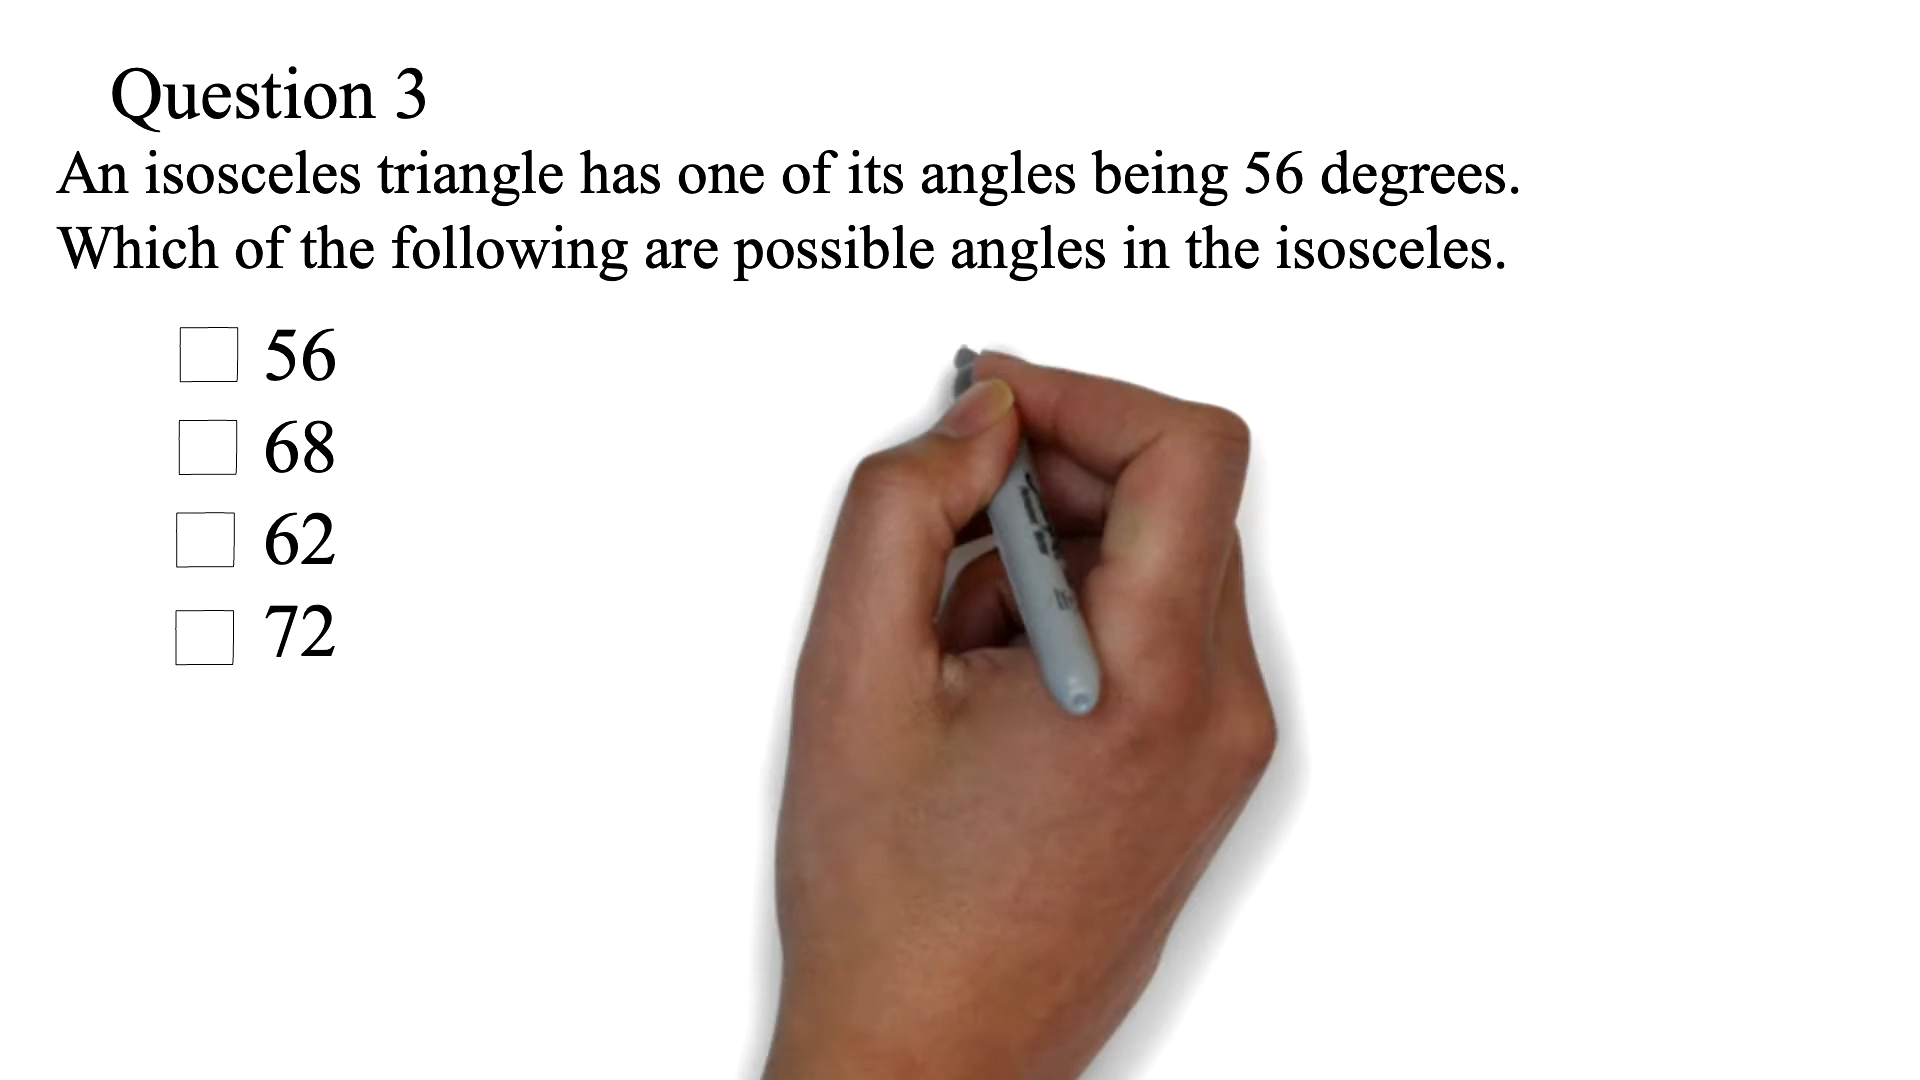 Question 3
An isosceles triangle has one of its angles being 56 degrees.
Which of the following are possible angles in the isosceles.
56
68
62
72